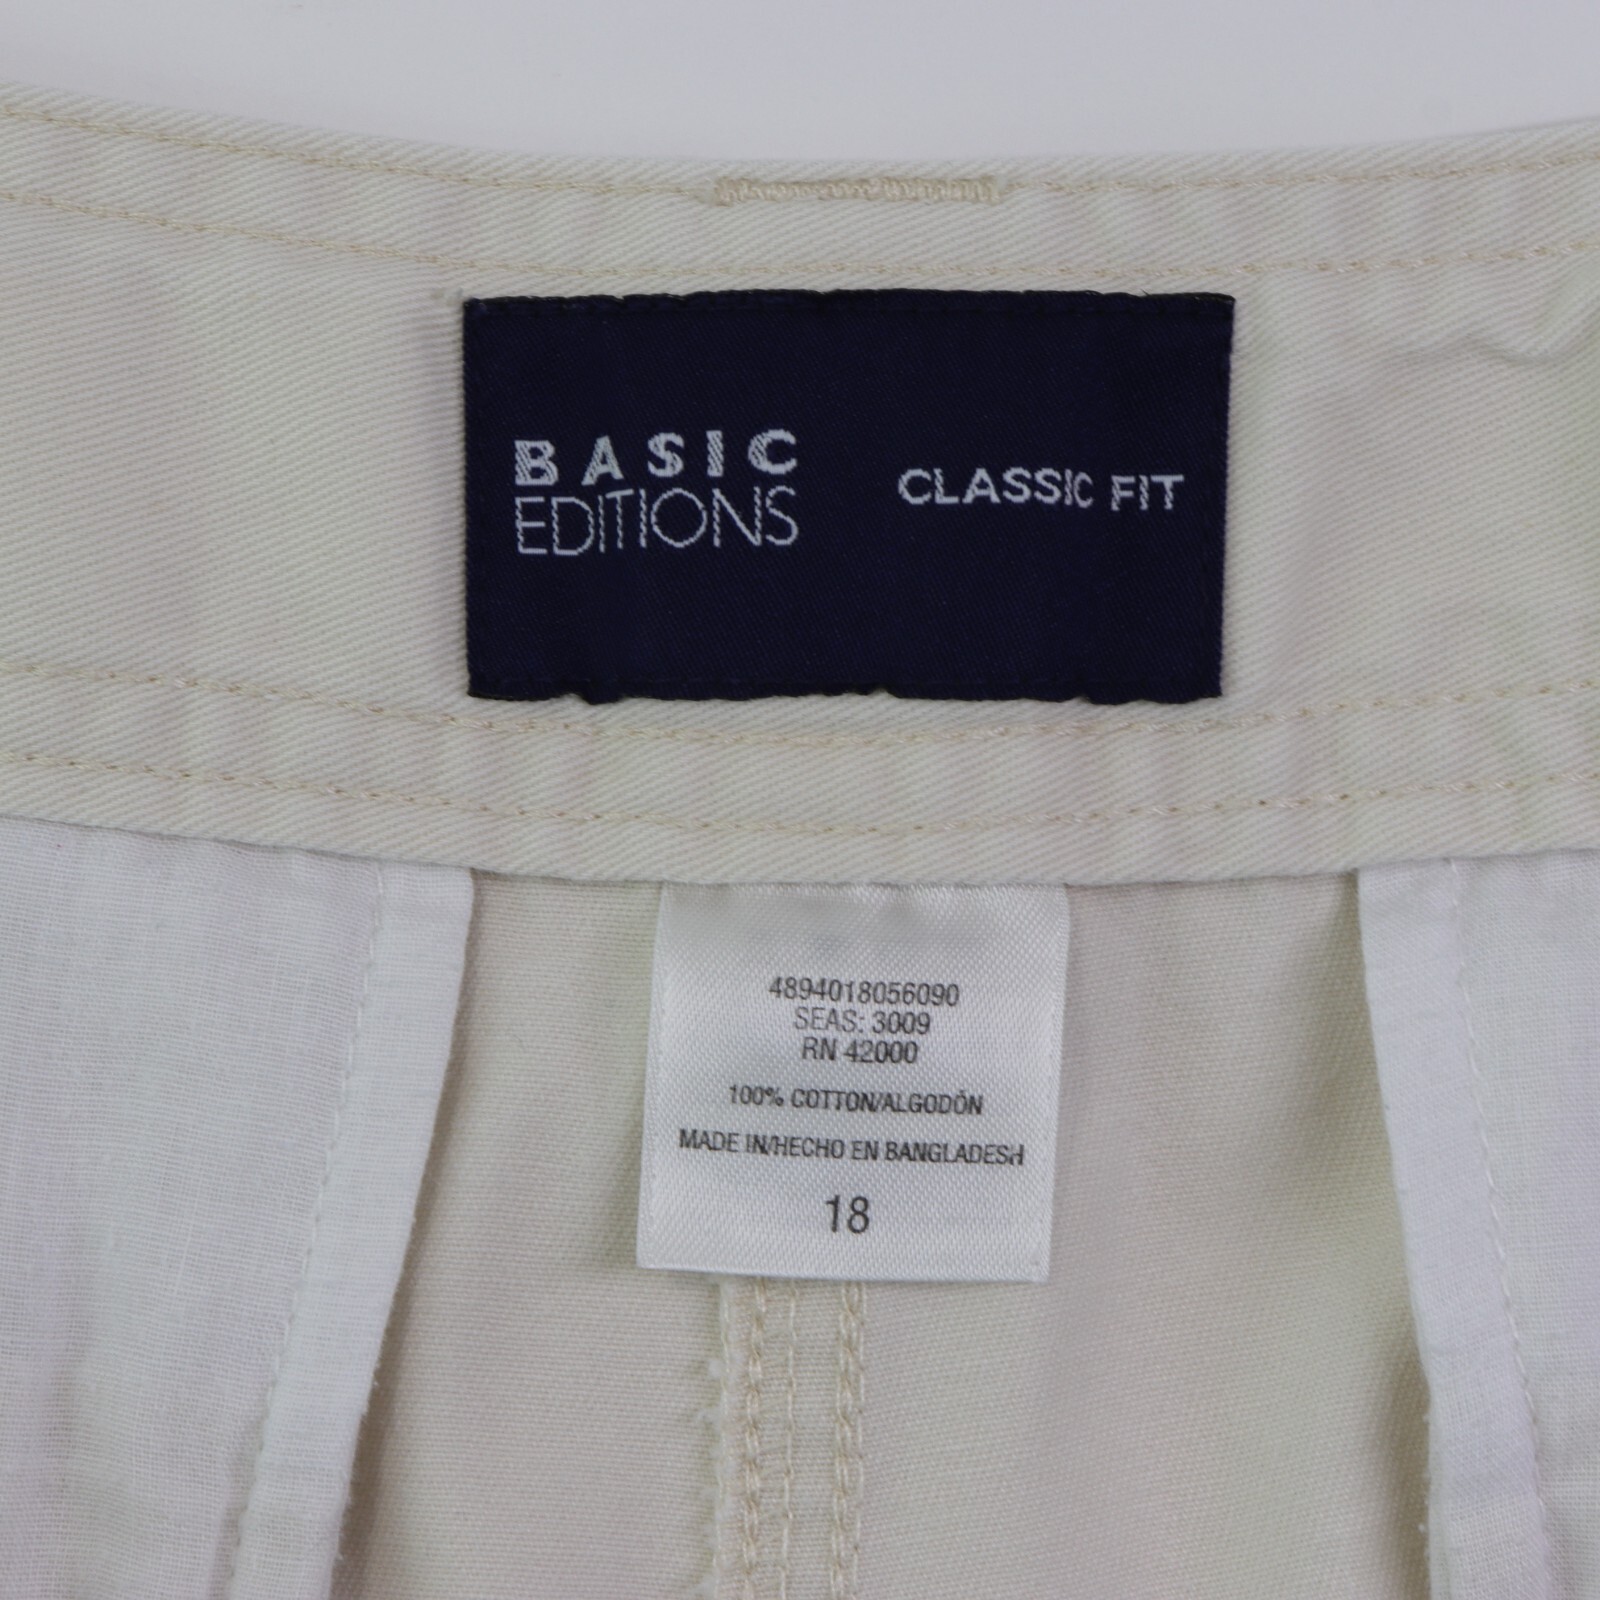 BASIC
EDITIONS
CLASSIC FIT
4894018056090
SEAS: 3009
RN 42000
100% COTTON/ALGODÓN
MADE IN/HECHO EN BANGLADESH
18